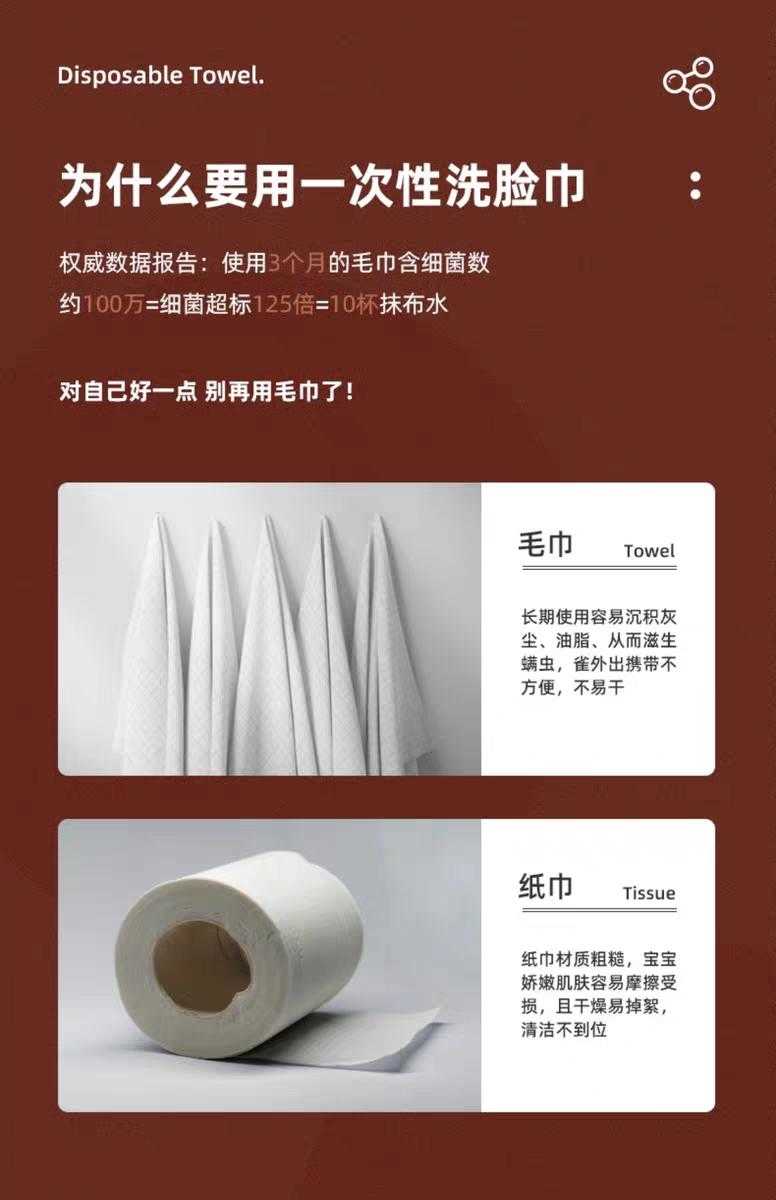 Disposable Towel.
为什么要用一次性洗脸巾
权威数据报告：使用3个月的毛巾含细菌数
约100万=细菌超标125倍=10杯抹布水
对自己好一点 别再用毛巾了！
毛巾 Towel
长期使用容易沉积灰
尘、油脂、从而滋生
螨虫，雀外出携带不
方便，不易干
纸巾 Tissue
纸巾材质粗糙，宝宝
娇嫩肌肤容易摩擦受
损，且干燥易掉絮，
清洁不到位